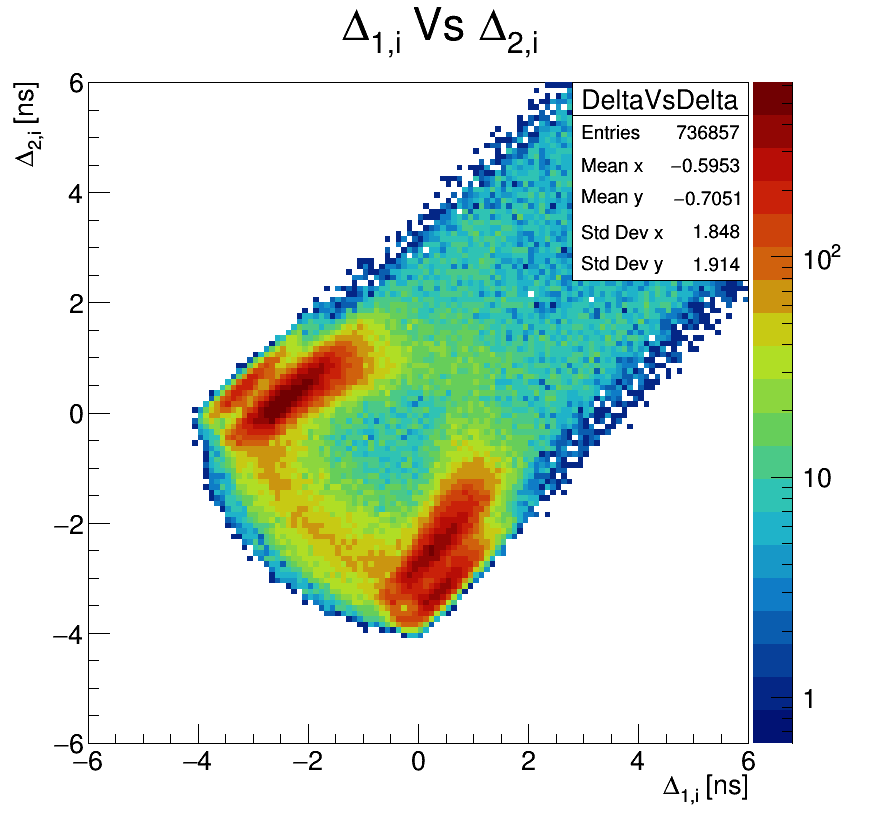 Δ1,i Vs Δ2,i
Δ2,i [ns]
6
4
2
0
−2
−4
−6
−6 −4 −2 0 2 4 6
Δ1,i [ns]
DeltaVsDelta
Entries 736857
Mean x −0.5953
Mean y −0.7051
Std Dev x 1.848
Std Dev y 1.914
10²
10
1